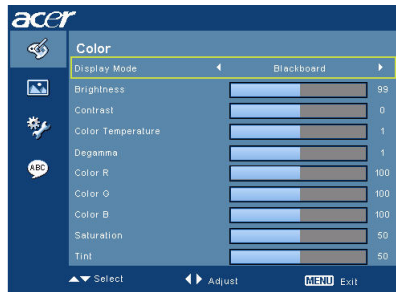 acer
Color
Display Mode Blackboard
Brightness 99
Contrast 0
Color Temperature 1
Degamma 1
Color R 100
Color G 100
Color B 100
Saturation 50
Tint 50
Select Adjust MENU Exit
ABC